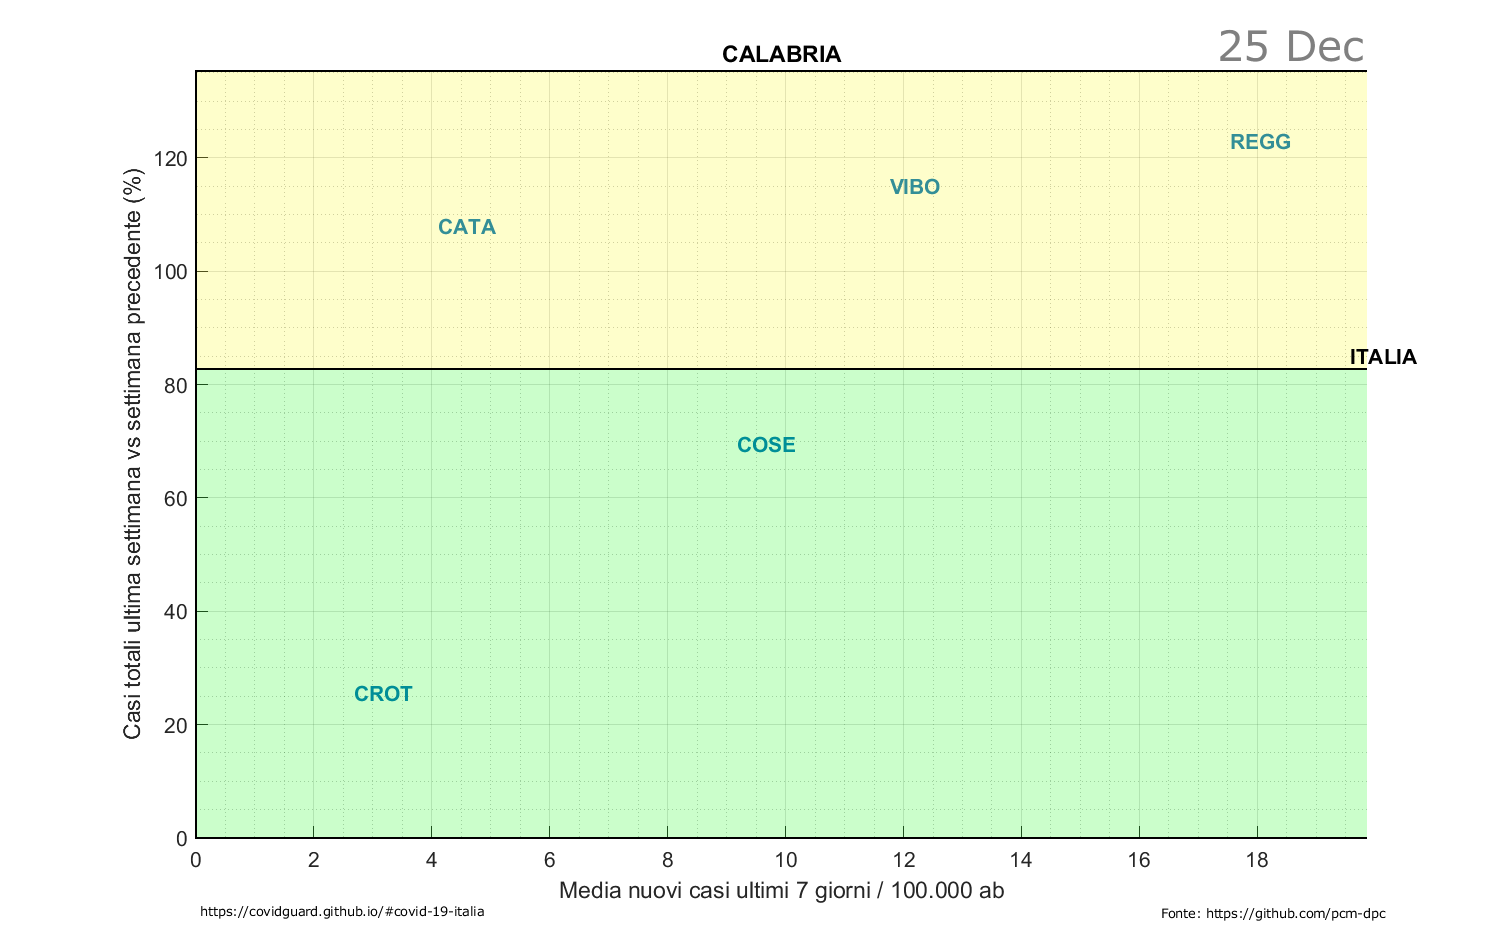 25 Dec
CALABRIA
REGG
VIBO
CATA
ITALIA
COSE
CROT
Casi totali ultima settimana vs settimana precedente (%)
120
100
80
60
40
20
0
0 2 4 6 8 10 12 14 16 18
Media nuovi casi ultimi 7 giorni / 100.000 ab
https://covidguard.github.io/#covid-19-italia
Fonte: https://github.com/pcm-dpc